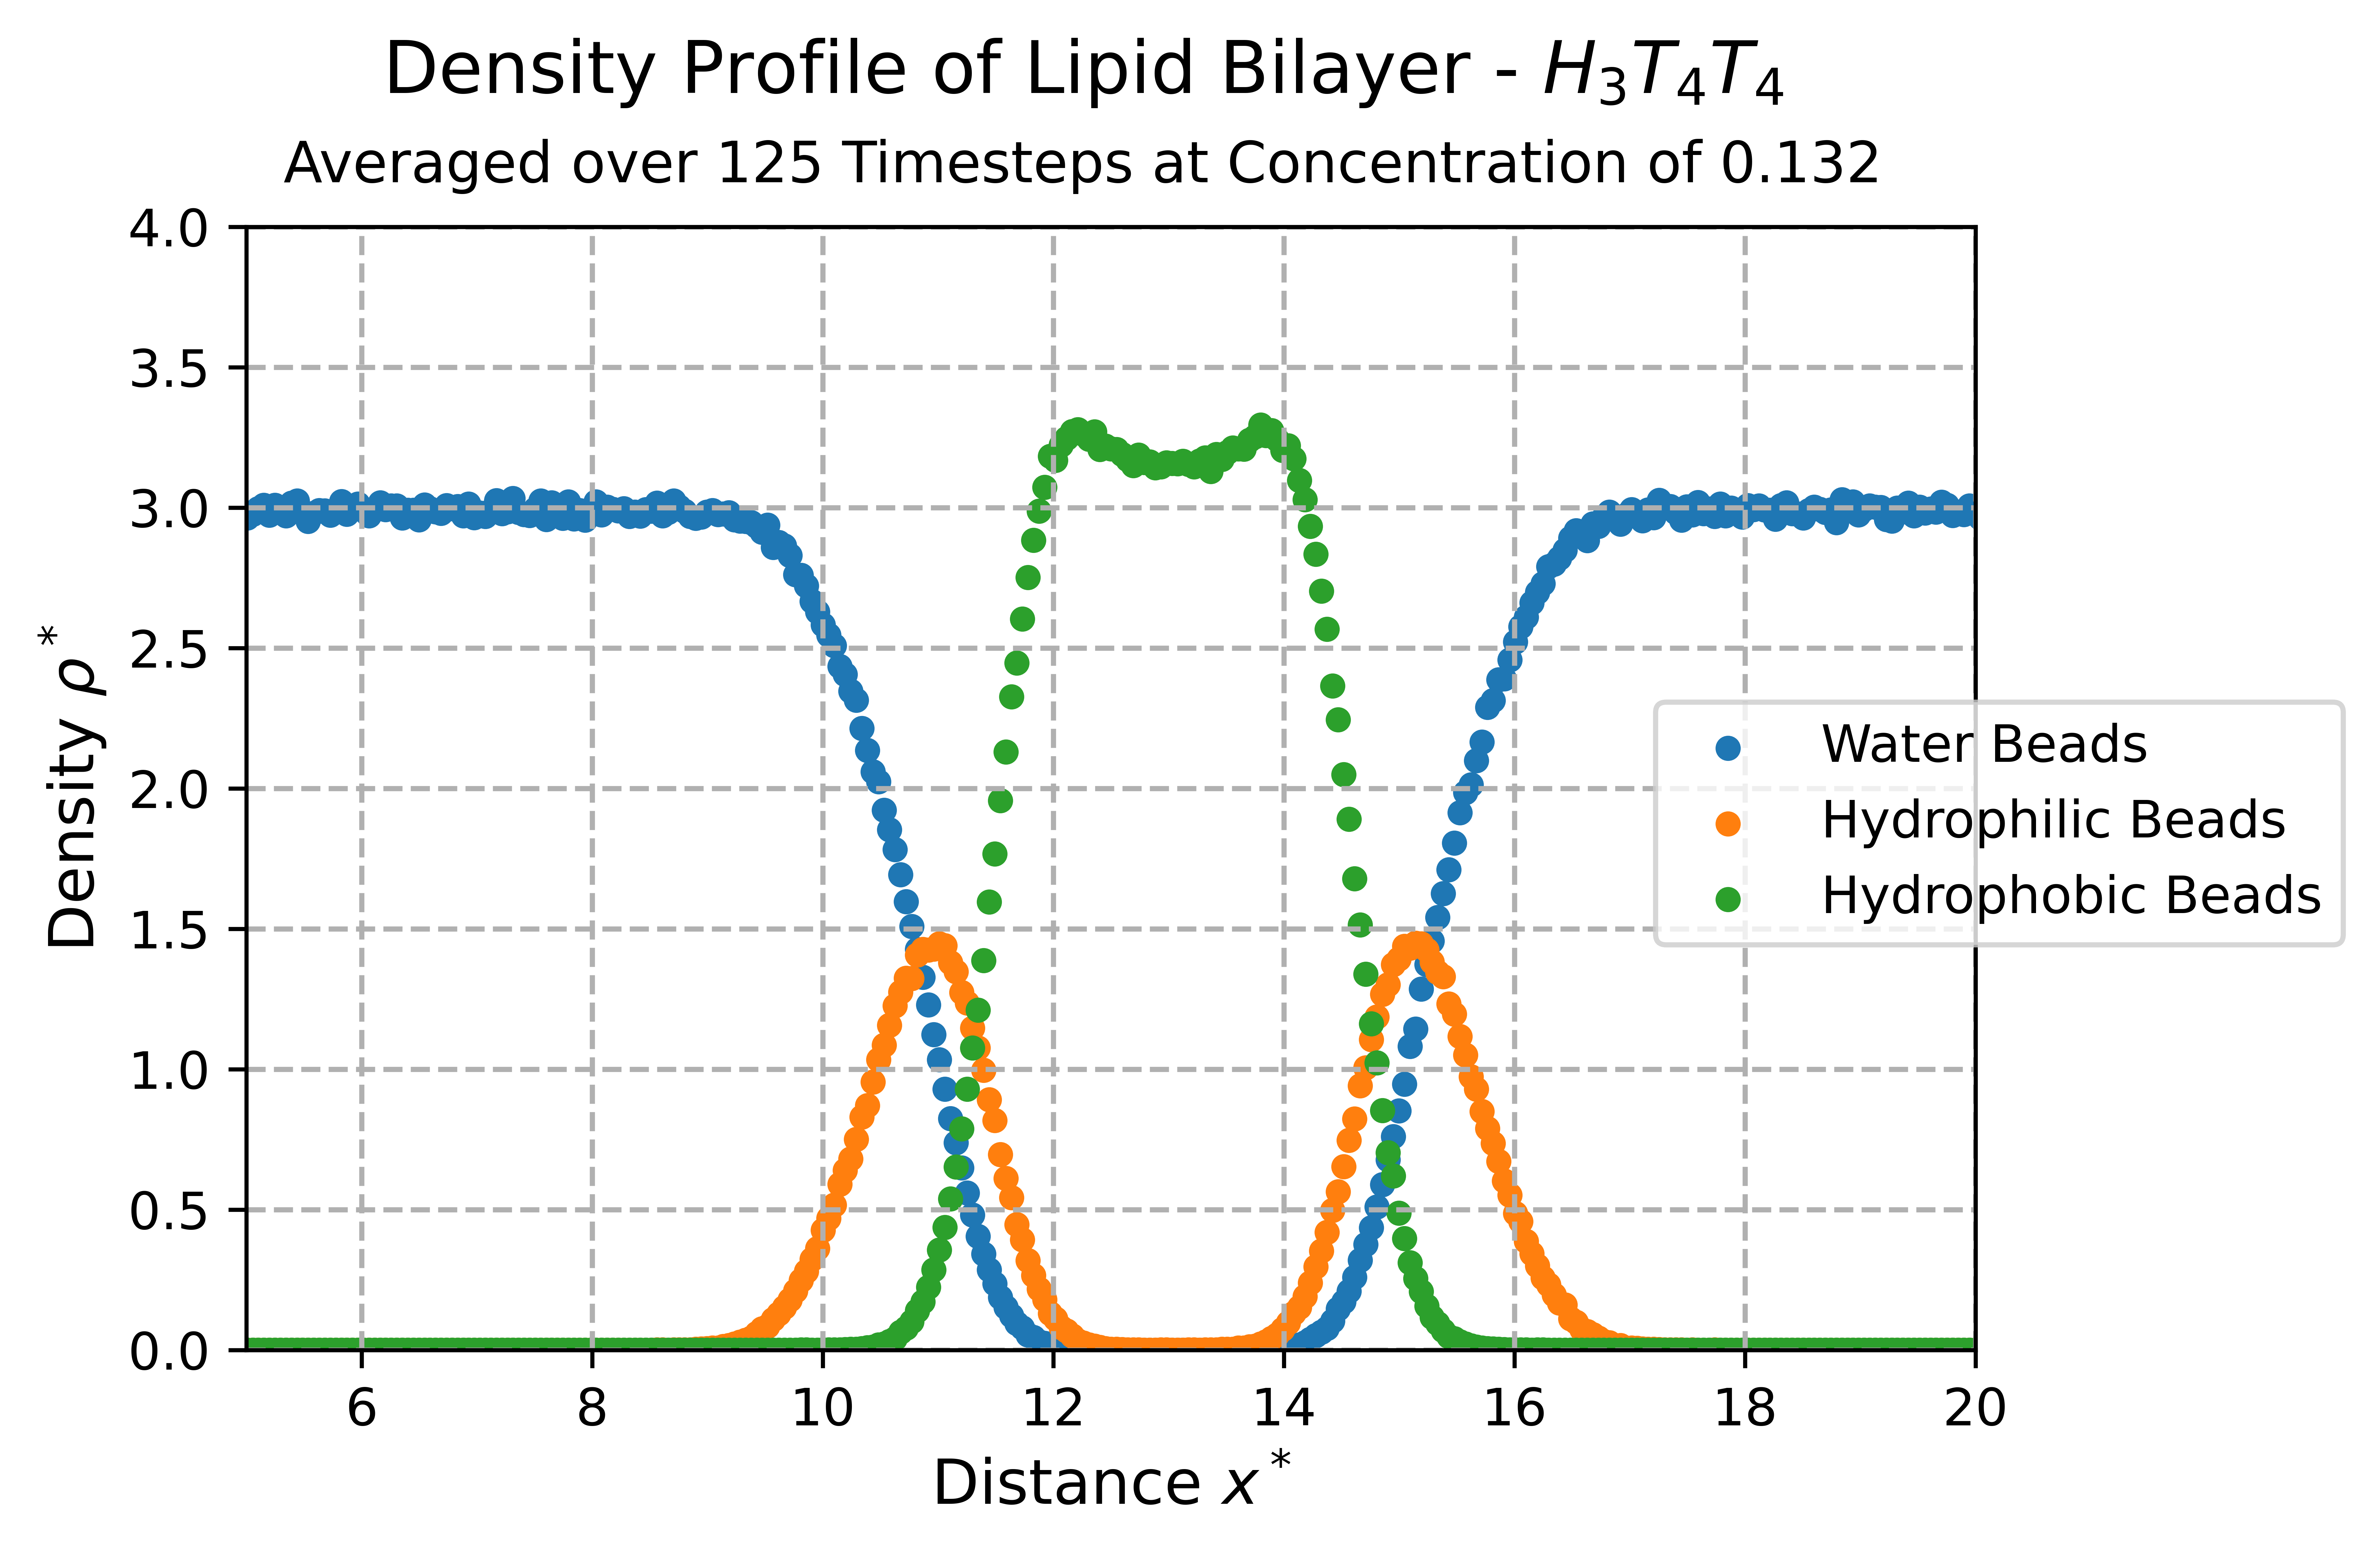 Density Profile of Lipid Bilayer - H₃T₄T₄
Averaged over 125 Timesteps at Concentration of 0.132
4.0
3.5
3.0
2.5
2.0
1.5
1.0
0.5
0.0
Density ρ*
Water Beads
Hydrophilic Beads
Hydrophobic Beads
6 8 10 12 14 16 18 20
Distance x*